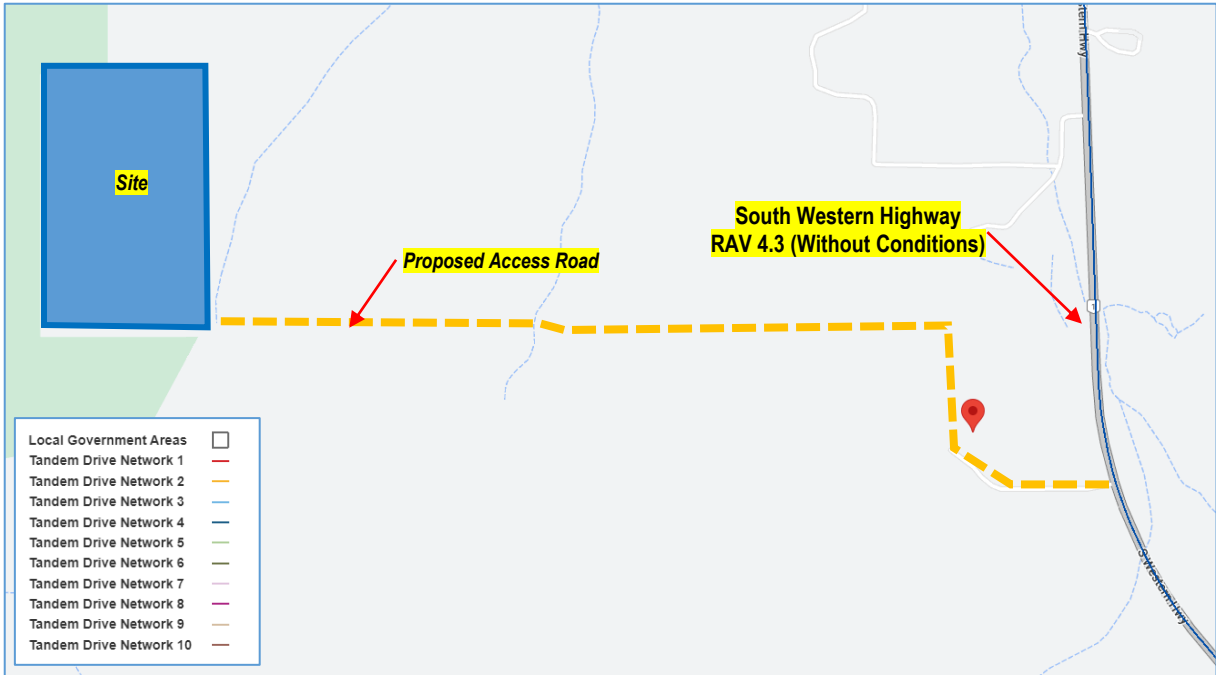 stern Hwy
Site
South Western Highway
RAV 4.3 (Without Conditions)
Proposed Access Road
1
Local Government Areas
Tandem Drive Network 1
Tandem Drive Network 2
Tandem Drive Network 3
Tandem Drive Network 4
Tandem Drive Network 5
Tandem Drive Network 6
Tandem Drive Network 7
Tandem Drive Network 8
Tandem Drive Network 9
Tandem Drive Network 10
S Western Hwy